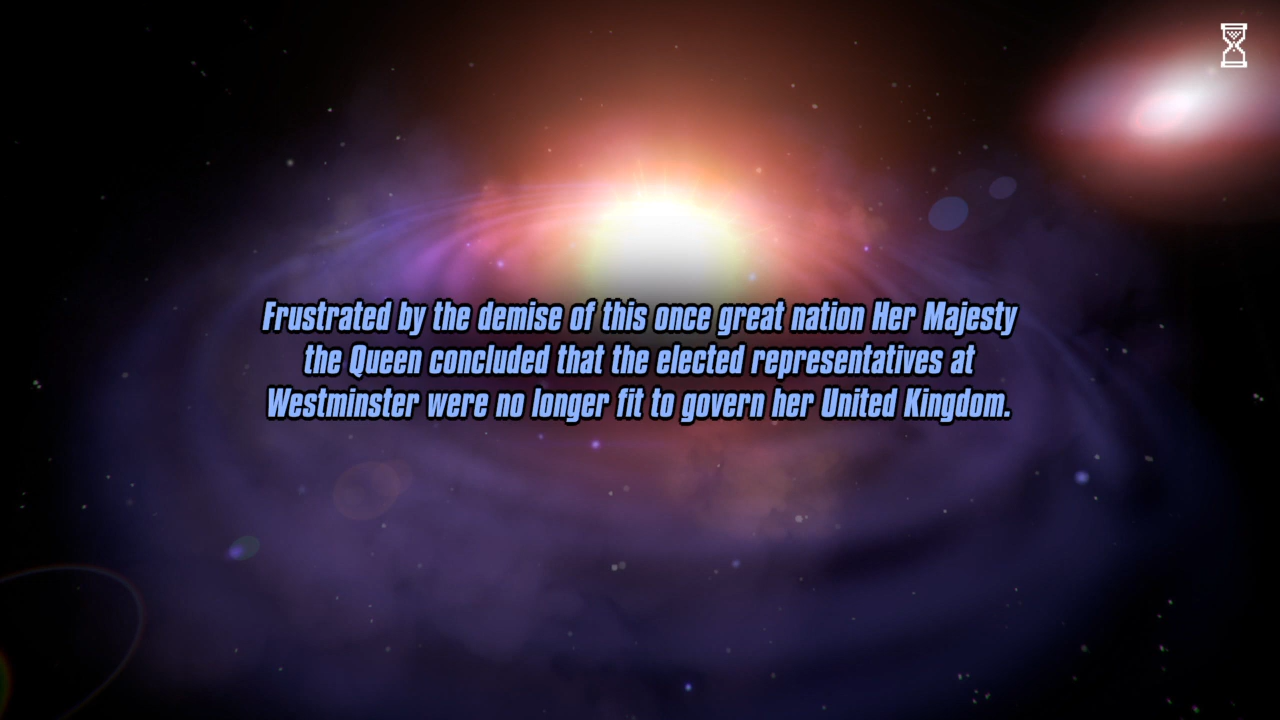 Frustrated by the demise of this once great nation Her Majesty
the Queen concluded that the elected representatives at
Westminster were no longer fit to govern her United Kingdom.